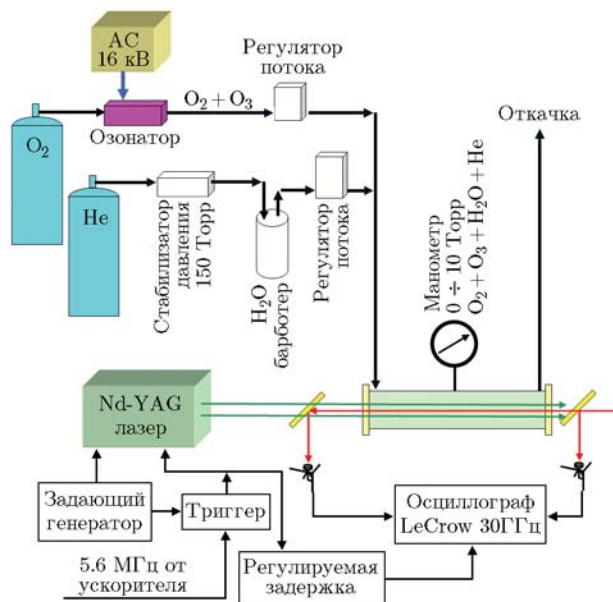 AC
16 кВ
Регулятор
потока
O₂ + O₃
Озонатор
Откачка
O₂
He
Стабилизатор
давления
150 Торр
H₂O
барботер
Регулятор
потока
Манометр
0 ÷ 10 Торр
O₂ + O₃ + H₂O + He
Nd-YAG
лазер
Задающий
генератор
Триггер
Осциллограф
LeCrow 30ГГц
5.6 МГц от
ускорителя
Регулируемая
задержка